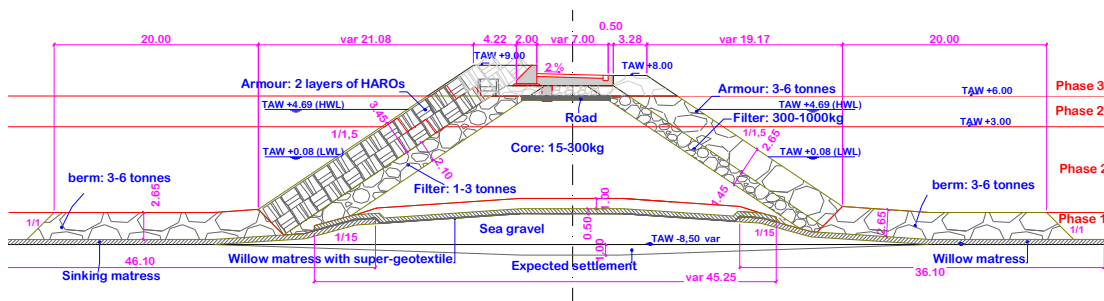 0.50
20.00
var 21.08
4.22
2.00
var 7.00
3.28
var 19.17
20.00
TAW +9.00
2 %
TAW +8.00
Armour: 2 layers of HAROs
Armour: 3-6 tonnes
TAW +6.00
Phase 3
TAW +4.69 (HWL)
Road
TAW +4.69 (HWL)
Phase 2
3.45
Filter: 300-1000kg
TAW +3.00
1/1,5
1/1,5
2.65
TAW +0.08 (LWL)
Core: 15-300kg
TAW +0.08 (LWL)
2.10
Phase 2
berm: 3-6 tonnes
Filter: 1-3 tonnes
1.45
berm: 3-6 tonnes
2.65
1.00
1/1
0.50
2.65
1/1
Phase 1
Sea gravel
1/15
1/15
TAW -8,50 var
1.00
46.10
Willow matress with super-geotextile
Expected settlement
Willow matress
Sinking matress
var 45.25
36.10